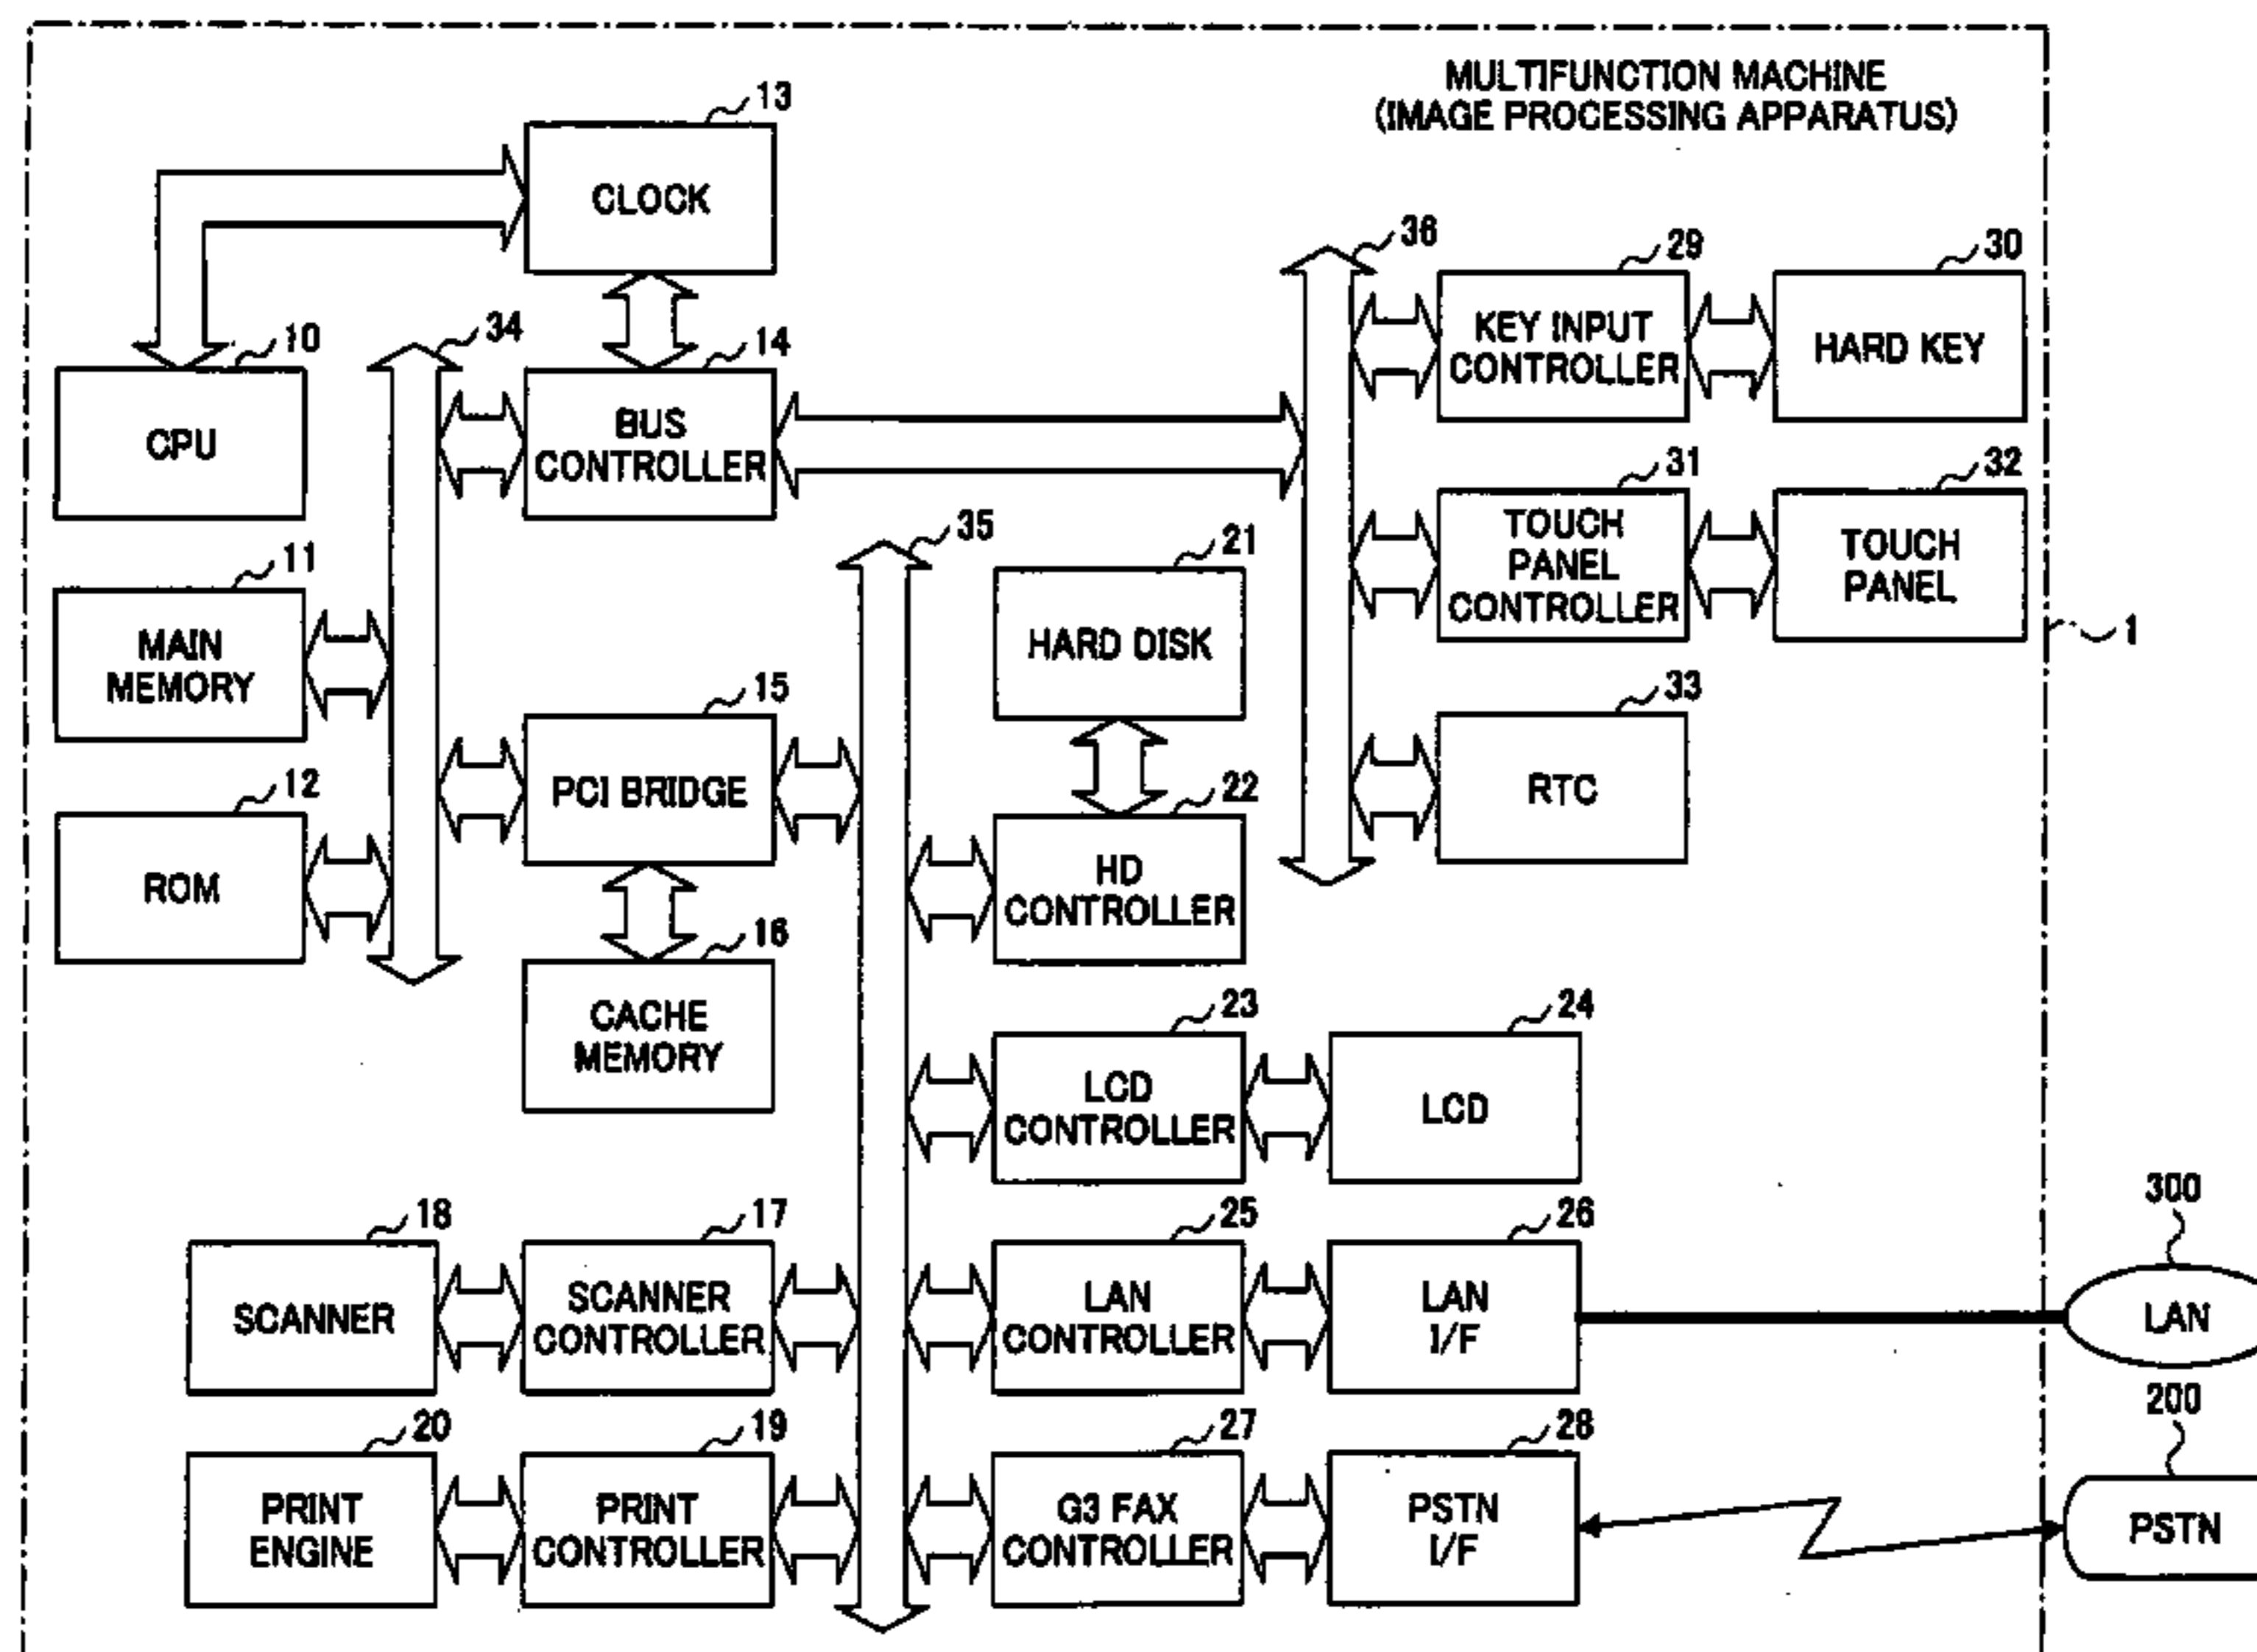 MULTIFUNCTION MACHINE
(IMAGE PROCESSING APPARATUS)
13
CLOCK
10
CPU
34
14
BUS
CONTROLLER
36
29
KEY INPUT
CONTROLLER
30
HARD KEY
31
TOUCH
PANEL
CONTROLLER
32
TOUCH
PANEL
1
11
MAIN
MEMORY
35
21
HARD DISK
33
RTC
12
ROM
15
PCI BRIDGE
22
HD
CONTROLLER
16
CACHE
MEMORY
23
LCD
CONTROLLER
24
LCD
18
SCANNER
17
SCANNER
CONTROLLER
25
LAN
CONTROLLER
26
LAN
I/F
300
LAN
20
PRINT
ENGINE
19
PRINT
CONTROLLER
27
G3 FAX
CONTROLLER
28
PSTN
I/F
200
PSTN